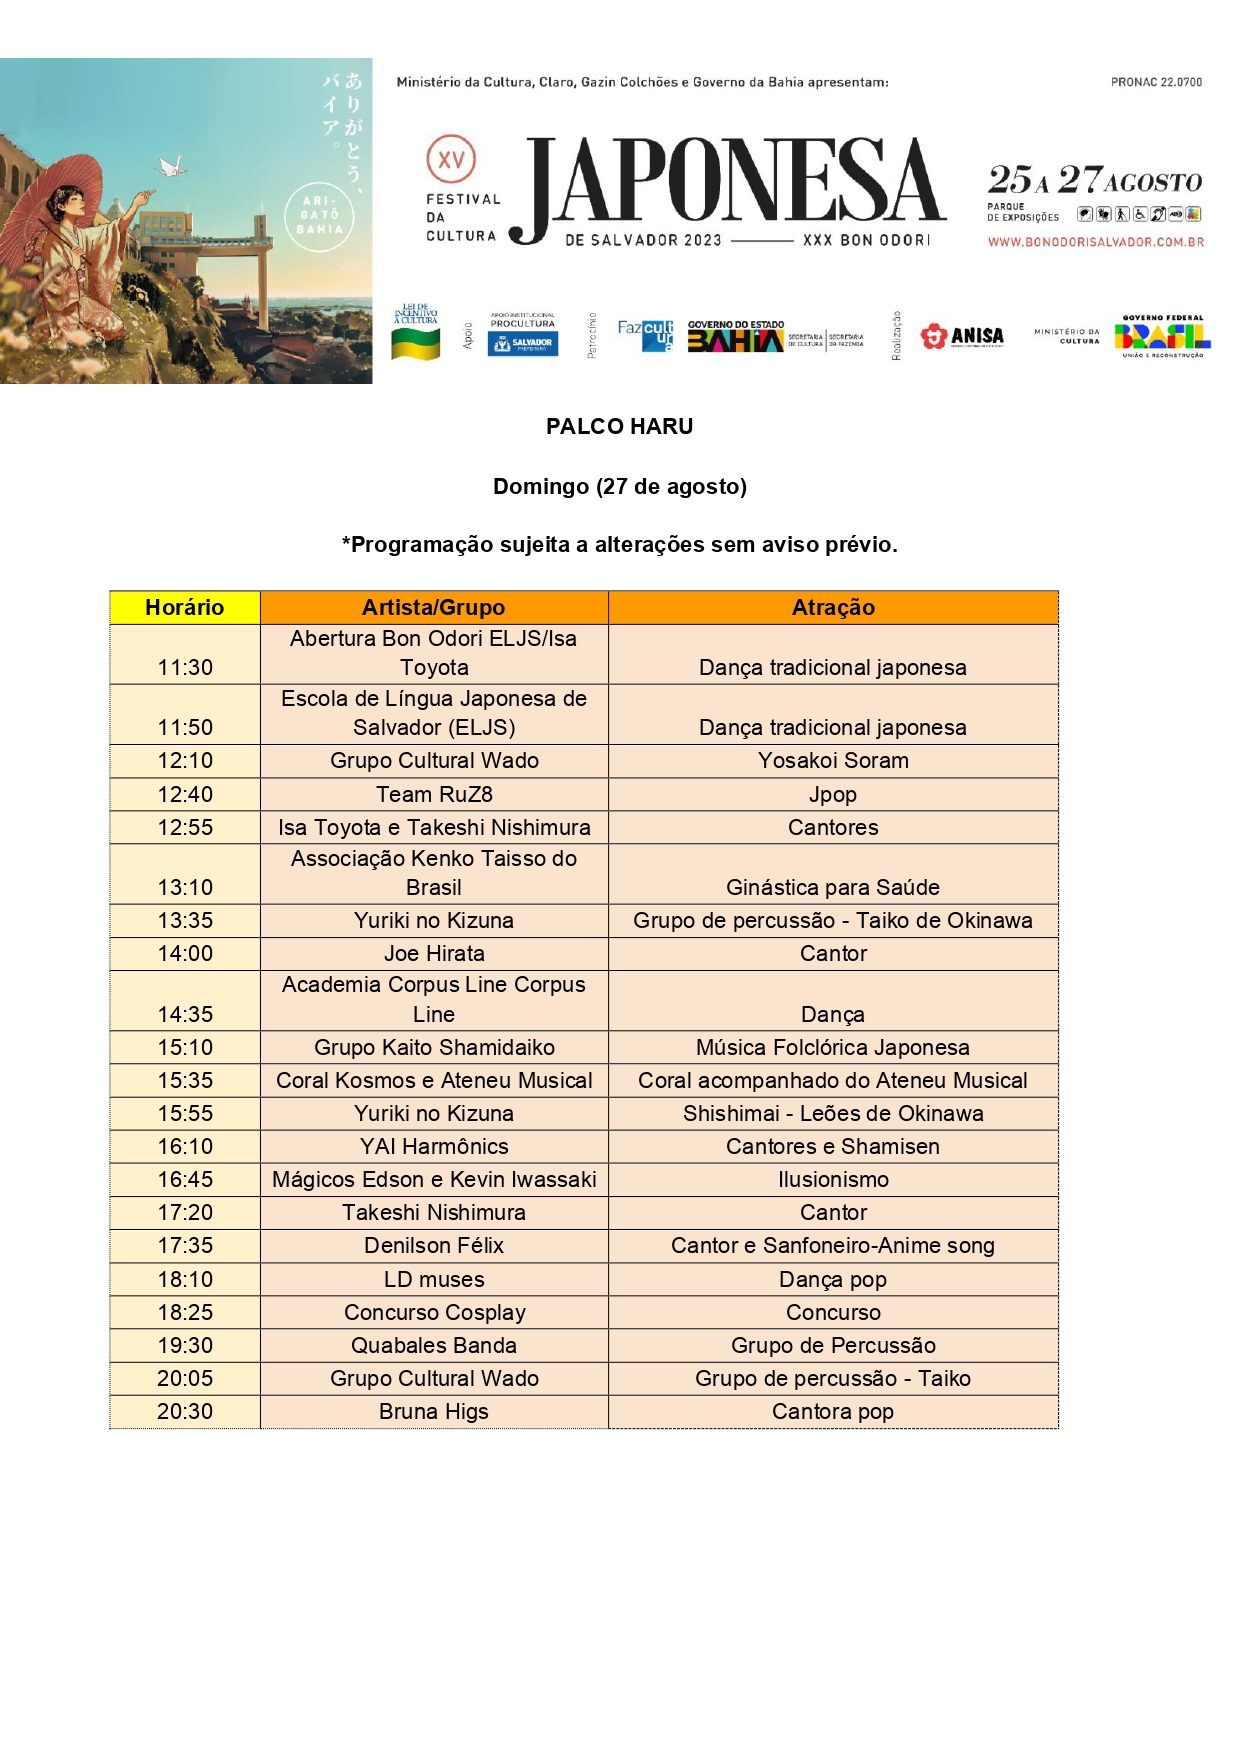 ありがとう、
バイア。
ARI-
GATÔ
BAHIA
Ministério da Cultura, Claro, Gazin Colchões e Governo da Bahia apresentam:
PRONAC 22.0700
XV
FESTIVAL
DA
CULTURA
JAPONESA
DE SALVADOR 2023 XXX BON ODORI
25 A 27 AGOSTO
PARQUE
DE EXPOSIÇÕES
WWW.BONODORISALVADOR.COM.BR
LEI DE
INCENTIVO
À CULTURA
Apoio
APOIO INSTITUCIONAL
PROCULTURA
SALVADOR
PREFEITURA
Patrocínio
Fazcultura
GOVERNO DO ESTADO
BAHIA
SECRETARIA
DE CULTURA
SECRETARIA
DA FAZENDA
Realização
ANISA
MINISTÉRIO DA
CULTURA
GOVERNO FEDERAL
BRASIL
UNIÃO E RECONSTRUÇÃO
PALCO HARU
Domingo (27 de agosto)
*Programação sujeita a alterações sem aviso prévio.
Horário Artista/Grupo Atração
Abertura Bon Odori ELJS/Isa
11:30 Toyota Dança tradicional japonesa
Escola de Língua Japonesa de
11:50 Salvador (ELJS) Dança tradicional japonesa
12:10 Grupo Cultural Wado Yosakoi Soram
12:40 Team RuZ8 Jpop
12:55 Isa Toyota e Takeshi Nishimura Cantores
Associação Kenko Taisso do
13:10 Brasil Ginástica para Saúde
13:35 Yuriki no Kizuna Grupo de percussão - Taiko de Okinawa
14:00 Joe Hirata Cantor
Academia Corpus Line Corpus
14:35 Line Dança
15:10 Grupo Kaito Shamidaiko Música Folclórica Japonesa
15:35 Coral Kosmos e Ateneu Musical Coral acompanhado do Ateneu Musical
15:55 Yuriki no Kizuna Shishimai - Leões de Okinawa
16:10 YAI Harmônics Cantores e Shamisen
16:45 Mágicos Edson e Kevin Iwassaki Ilusionismo
17:20 Takeshi Nishimura Cantor
17:35 Denilson Félix Cantor e Sanfoneiro-Anime song
18:10 LD muses Dança pop
18:25 Concurso Cosplay Concurso
19:30 Quabales Banda Grupo de Percussão
20:05 Grupo Cultural Wado Grupo de percussão - Taiko
20:30 Bruna Higs Cantora pop